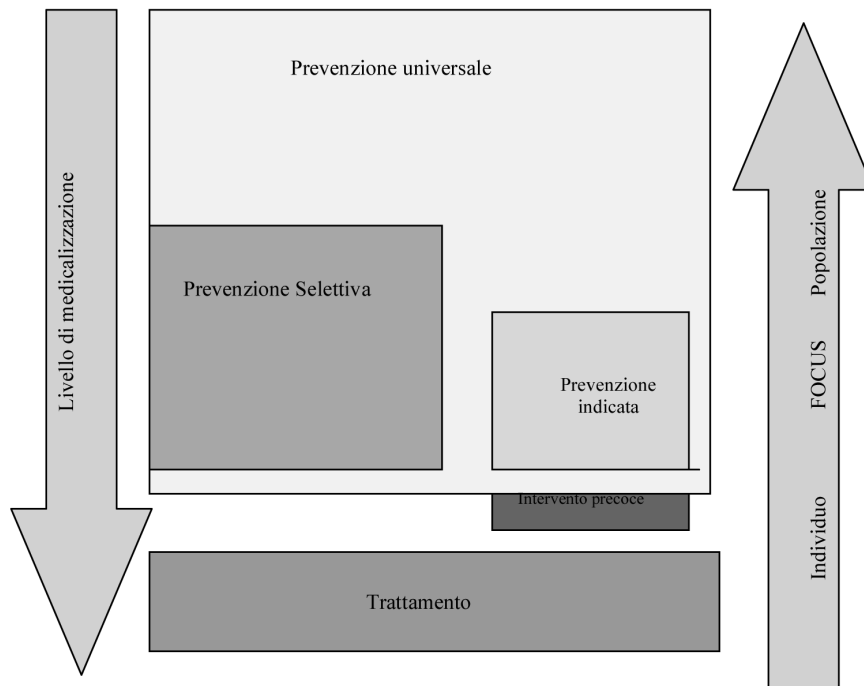 Prevenzione universale
Livello di medicalizzazione
Prevenzione Selettiva
Prevenzione
indicata
Intervento precoce
Trattamento
Individuo FOCUS Popolazione